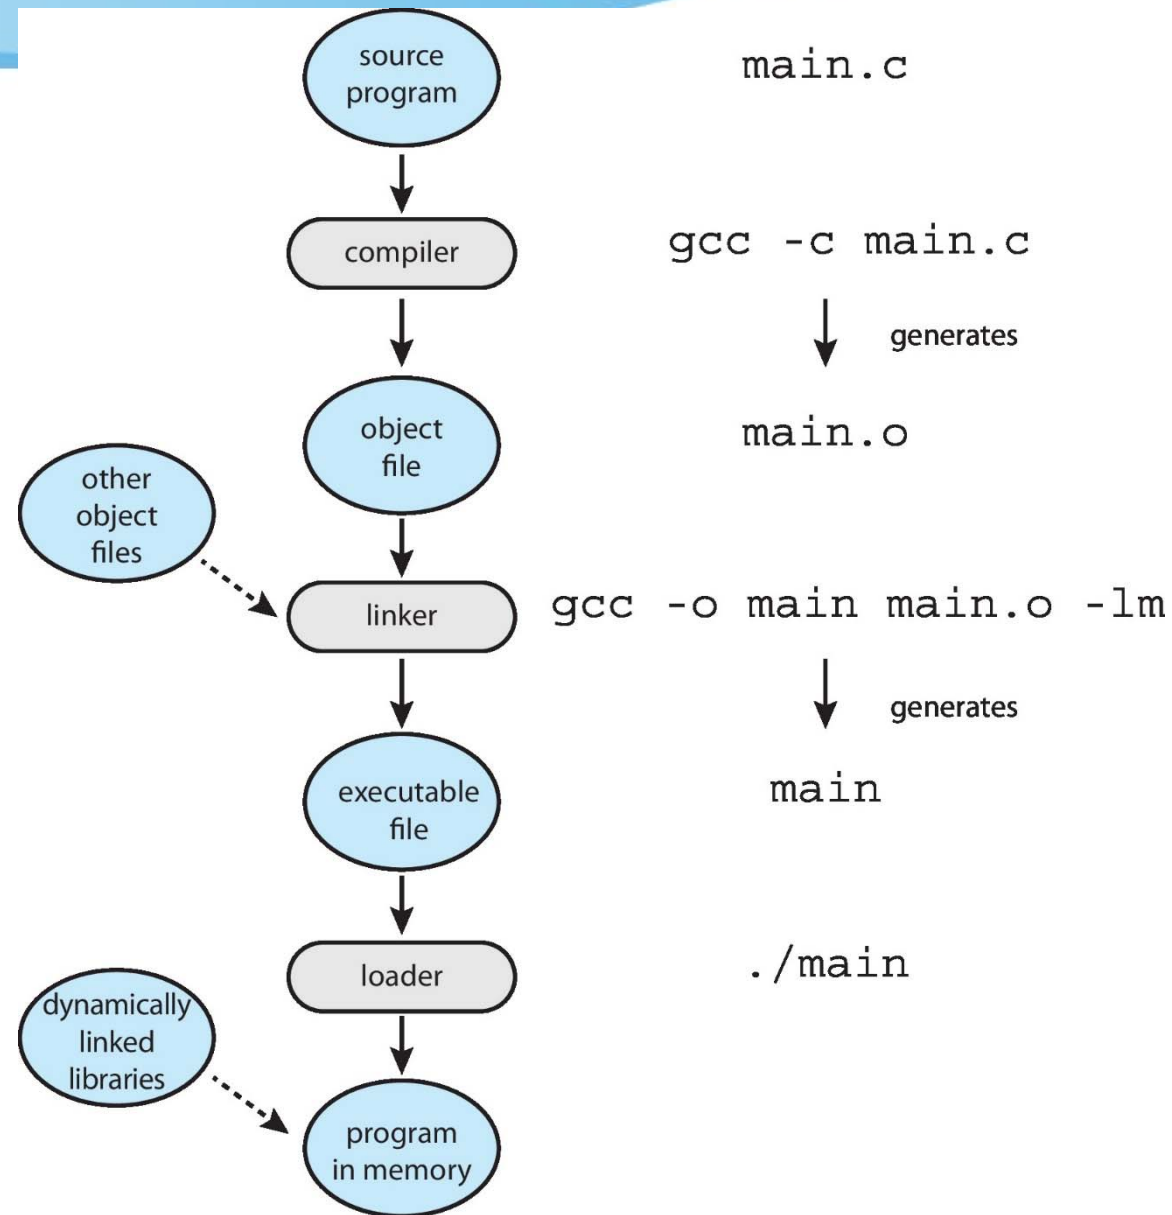 source
program
main.c
compiler
gcc -c main.c
generates
object
file
main.o
other
object
files
linker
gcc -o main main.o -lm
generates
executable
file
main
loader
./main
dynamically
linked
libraries
program
in memory